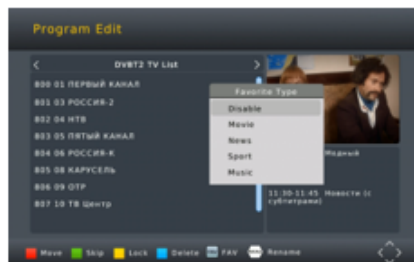 Program Edit
DVBT2 TV List
800 01 ПЕРВЫЙ КАНАЛ
801 03 РОССИЯ-2
802 04 НТВ
803 05 ПЯТЫЙ КАНАЛ
804 06 РОССИЯ-К
805 08 КАРУСЕЛЬ
806 09 ОТР
807 10 ТВ Центр
Favorite Type
Disable
Movie
News
Sport
Music
Модный
11:30-11:45 Новости (с
субтитрами)
Move Skip Lock Delete FAV Rename